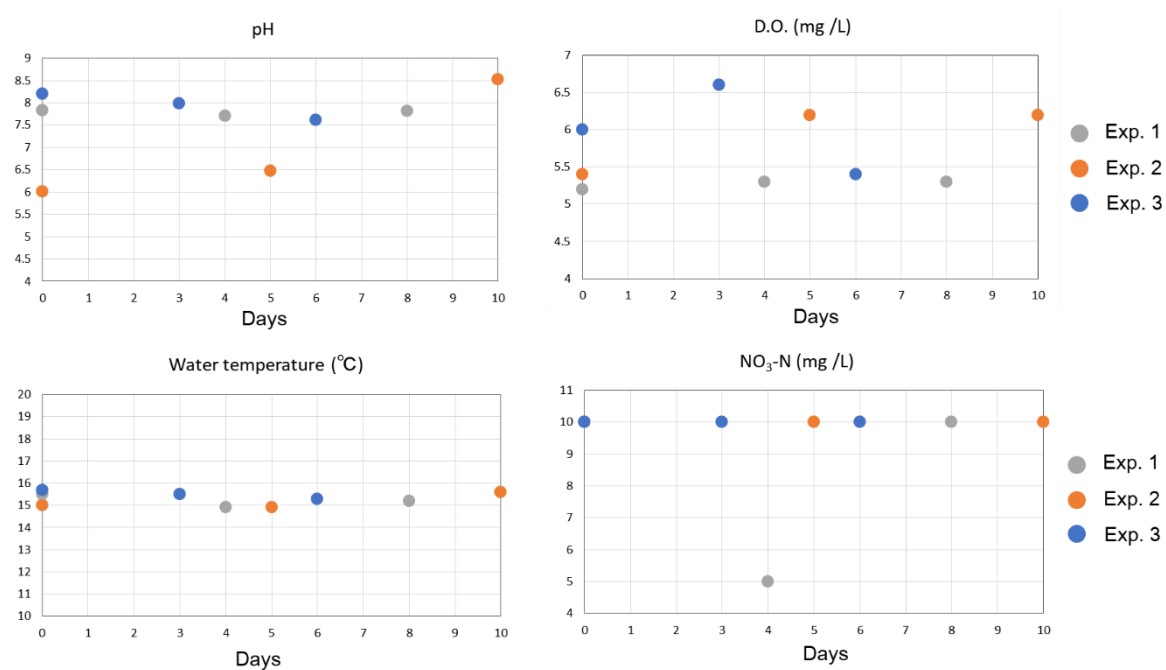 pH
9
8.5
8
7.5
7
6.5
6
5.5
5
4.5
4
0 1 2 3 4 5 6 7 8 9 10
Days
D.O. (mg /L)
7
6.5
6
5.5
5
4.5
4
0 1 2 3 4 5 6 7 8 9 10
Days
Exp. 1
Exp. 2
Exp. 3
Water temperature (℃)
20
19
18
17
16
15
14
13
12
11
10
0 1 2 3 4 5 6 7 8 9 10
Days
NO₃-N (mg /L)
11
10
9
8
7
6
5
4
0 1 2 3 4 5 6 7 8 9 10
Days
Exp. 1
Exp. 2
Exp. 3